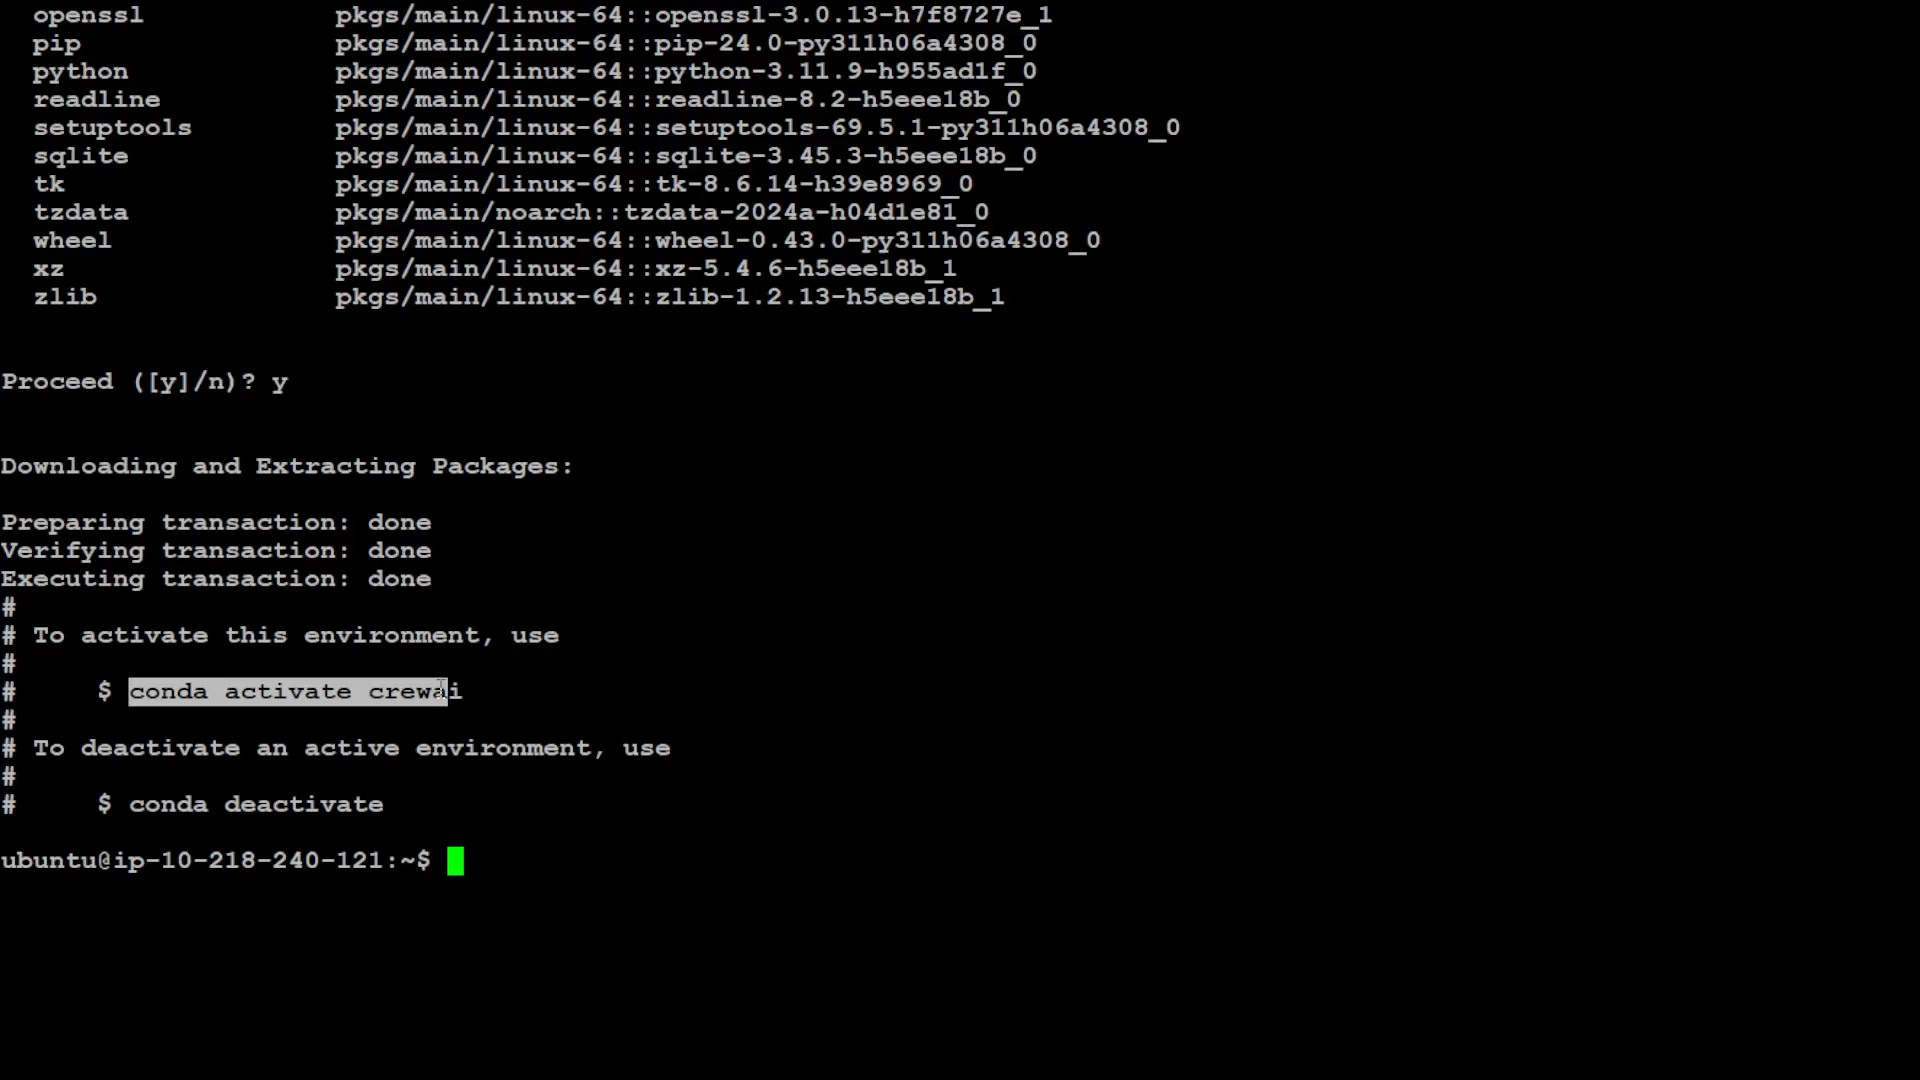 openssl pkgs/main/linux-64::openssl-3.0.13-h7f8727e_1
pip pkgs/main/linux-64::pip-24.0-py311h06a4308_0
python pkgs/main/linux-64::python-3.11.9-h955ad1f_0
readline pkgs/main/linux-64::readline-8.2-h5eee18b_0
setuptools pkgs/main/linux-64::setuptools-69.5.1-py311h06a4308_0
sqlite pkgs/main/linux-64::sqlite-3.45.3-h5eee18b_0
tk pkgs/main/linux-64::tk-8.6.14-h39e8969_0
tzdata pkgs/main/noarch::tzdata-2024a-h04d1e81_0
wheel pkgs/main/linux-64::wheel-0.43.0-py311h06a4308_0
xz pkgs/main/linux-64::xz-5.4.6-h5eee18b_1
zlib pkgs/main/linux-64::zlib-1.2.13-h5eee18b_1
Proceed ([y]/n)? y
Downloading and Extracting Packages:
Preparing transaction: done
Verifying transaction: done
Executing transaction: done
#
# To activate this environment, use
#
# $ conda activate crewai
#
# To deactivate an active environment, use
#
# $ conda deactivate
ubuntu@ip-10-218-240-121:~$